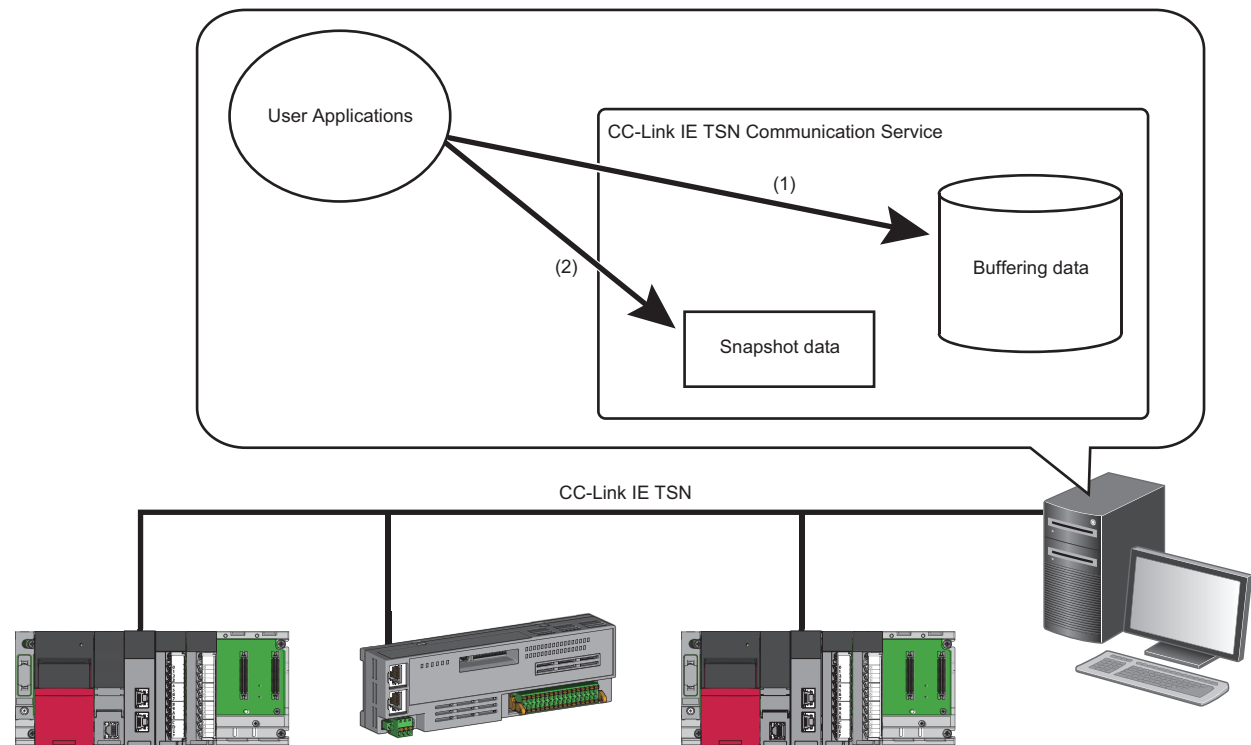 User Applications
CC-Link IE TSN Communication Service
(1)
Buffering data
(2)
Snapshot data
CC-Link IE TSN